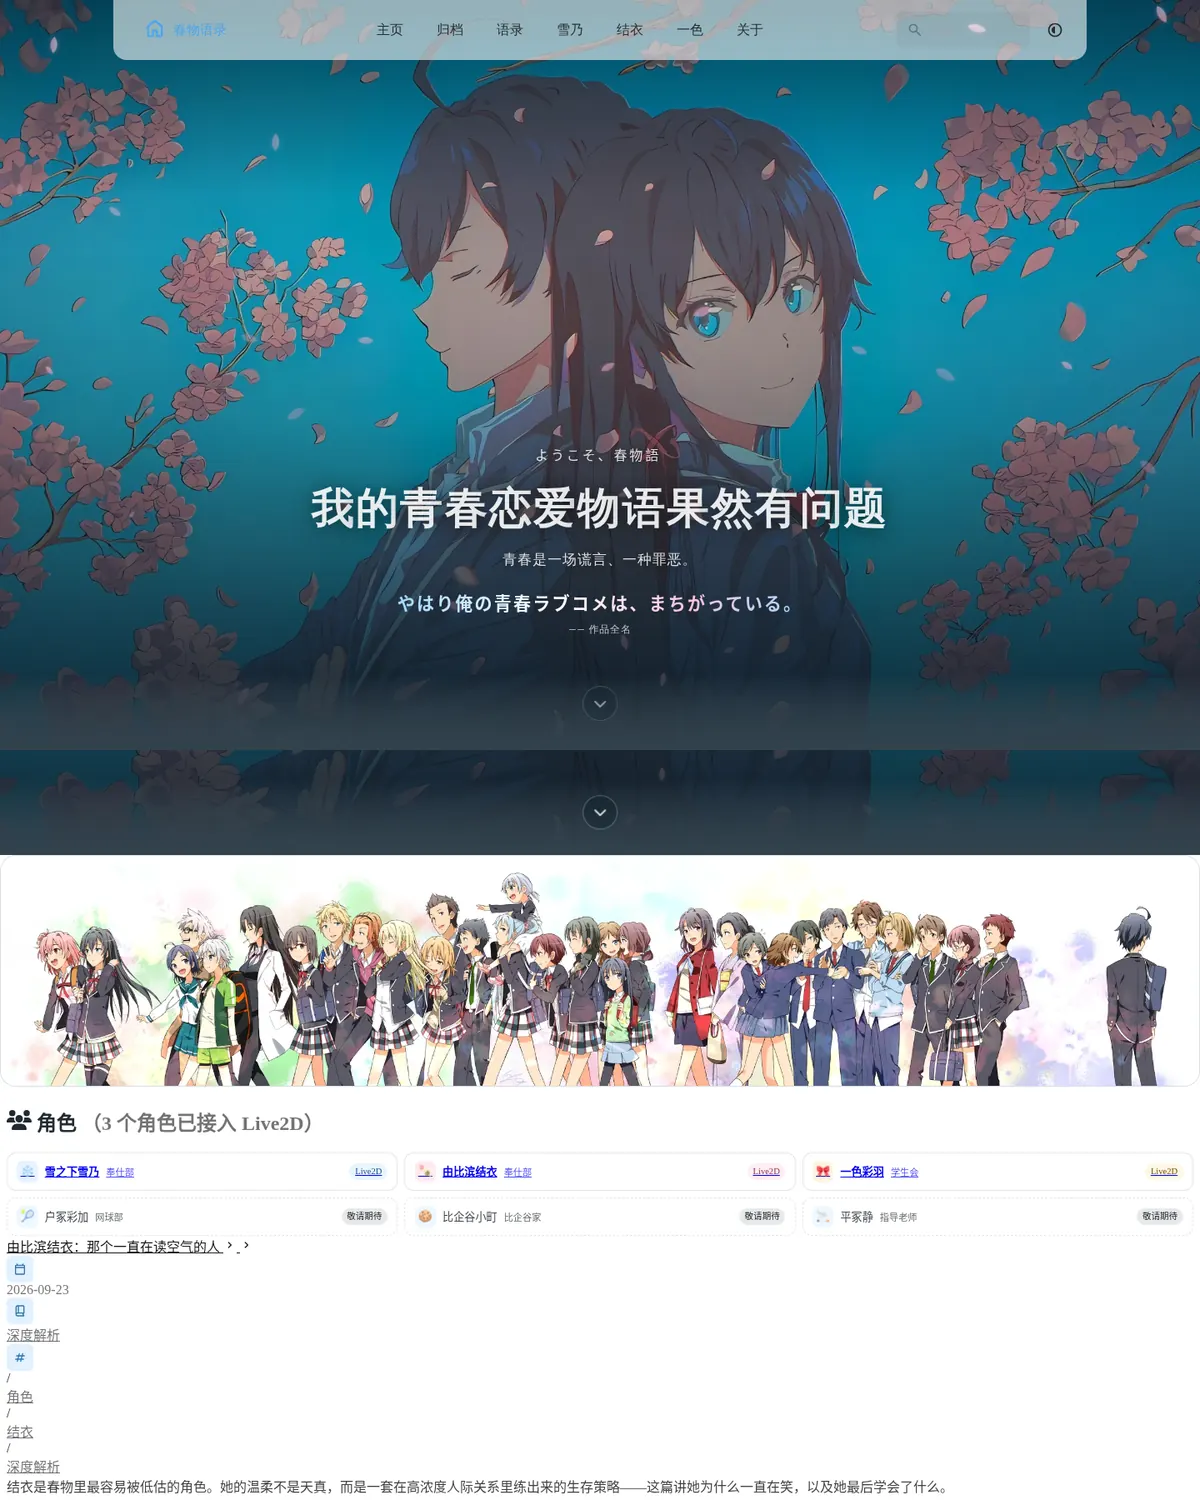 春物语录
主页 归档 语录 雪乃 结衣 一色 关于
ようこそ、春物語
我的青春恋爱物语果然有问题
青春是一场谎言、一种罪恶。
やはり俺の青春ラブコメは、まちがっている。
—— 作品全名
角色 （3 个角色已接入 Live2D）
雪之下雪乃 奉仕部 Live2D
由比滨结衣 奉仕部 Live2D
一色彩羽 学生会 Live2D
户冢彩加 网球部 敬请期待
比企谷小町 比企谷家 敬请期待
平冢静 指导老师 敬请期待
由比滨结衣：那个一直在读空气的人
2026-09-23
深度解析
/
角色
/
结衣
/
深度解析
结衣是春物里最容易被低估的角色。她的温柔不是天真，而是一套在高浓度人际关系里练出来的生存策略——这篇讲她为什么一直在笑，以及她最后学会了什么。